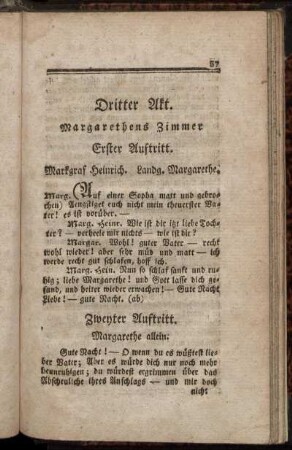 87
Dritter Akt.
Margarethens Zimmer
Erster Auftritt.
Markgraf Heinrich. Landg. Margarethe.
Marg. (Auf einer Sopha matt und gebro-
chen) Aengstiget euch nicht mein theuerster Va-
ter! es ist vorüber. —
Marg. Heinr. Wie ist dir izt liebe Toch-
ter? — verheele mir nichts — wie ist dir?
Margar. Wohl! guter Vater — recht
wohl wieder! aber sehr müd und matt — ich
werde recht gut schlafen, hoff ich.
Marg. Hein. Nun so schlaf sankt und ru-
hig; liebe Margarethe! und Gott lasse dich ge-
sund, und heiter wieder erwachen! — Gute Nacht
Liebe! — gute Nacht. (ab)
Zweyter Auftritt.
Margarethe allein:
Gute Nacht! — O wenn du es wüßtest lie-
ber Vater; Aber es würde dich nur noch mehr
beunruhigen; du würdest ergrimmen über das
Abscheuliche ihres Anschlags — und mir doch
nicht